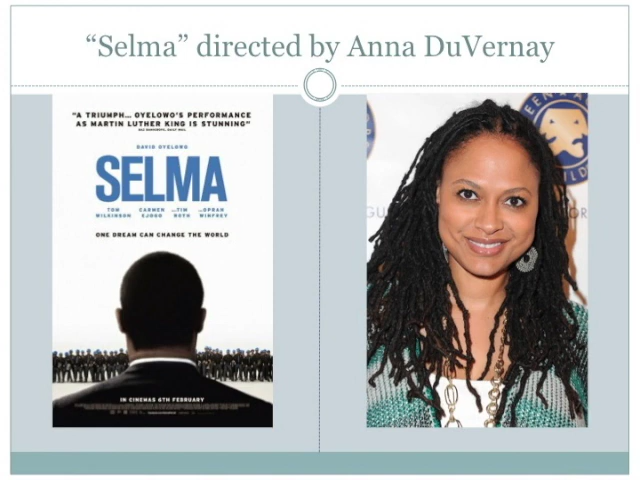 “Selma” directed by Anna DuVernay
"A TRIUMPH... OYELOWO'S PERFORMANCE
AS MARTIN LUTHER KING IS STUNNING"
DAVID OYELOWO
SELMA
TOM CARMEN ...TIM ...OPRAH
WILKINSON EJOGO ROTH WINFREY
ONE DREAM CAN CHANGE THE WORLD
IN CINEMAS 6TH FEBRUARY